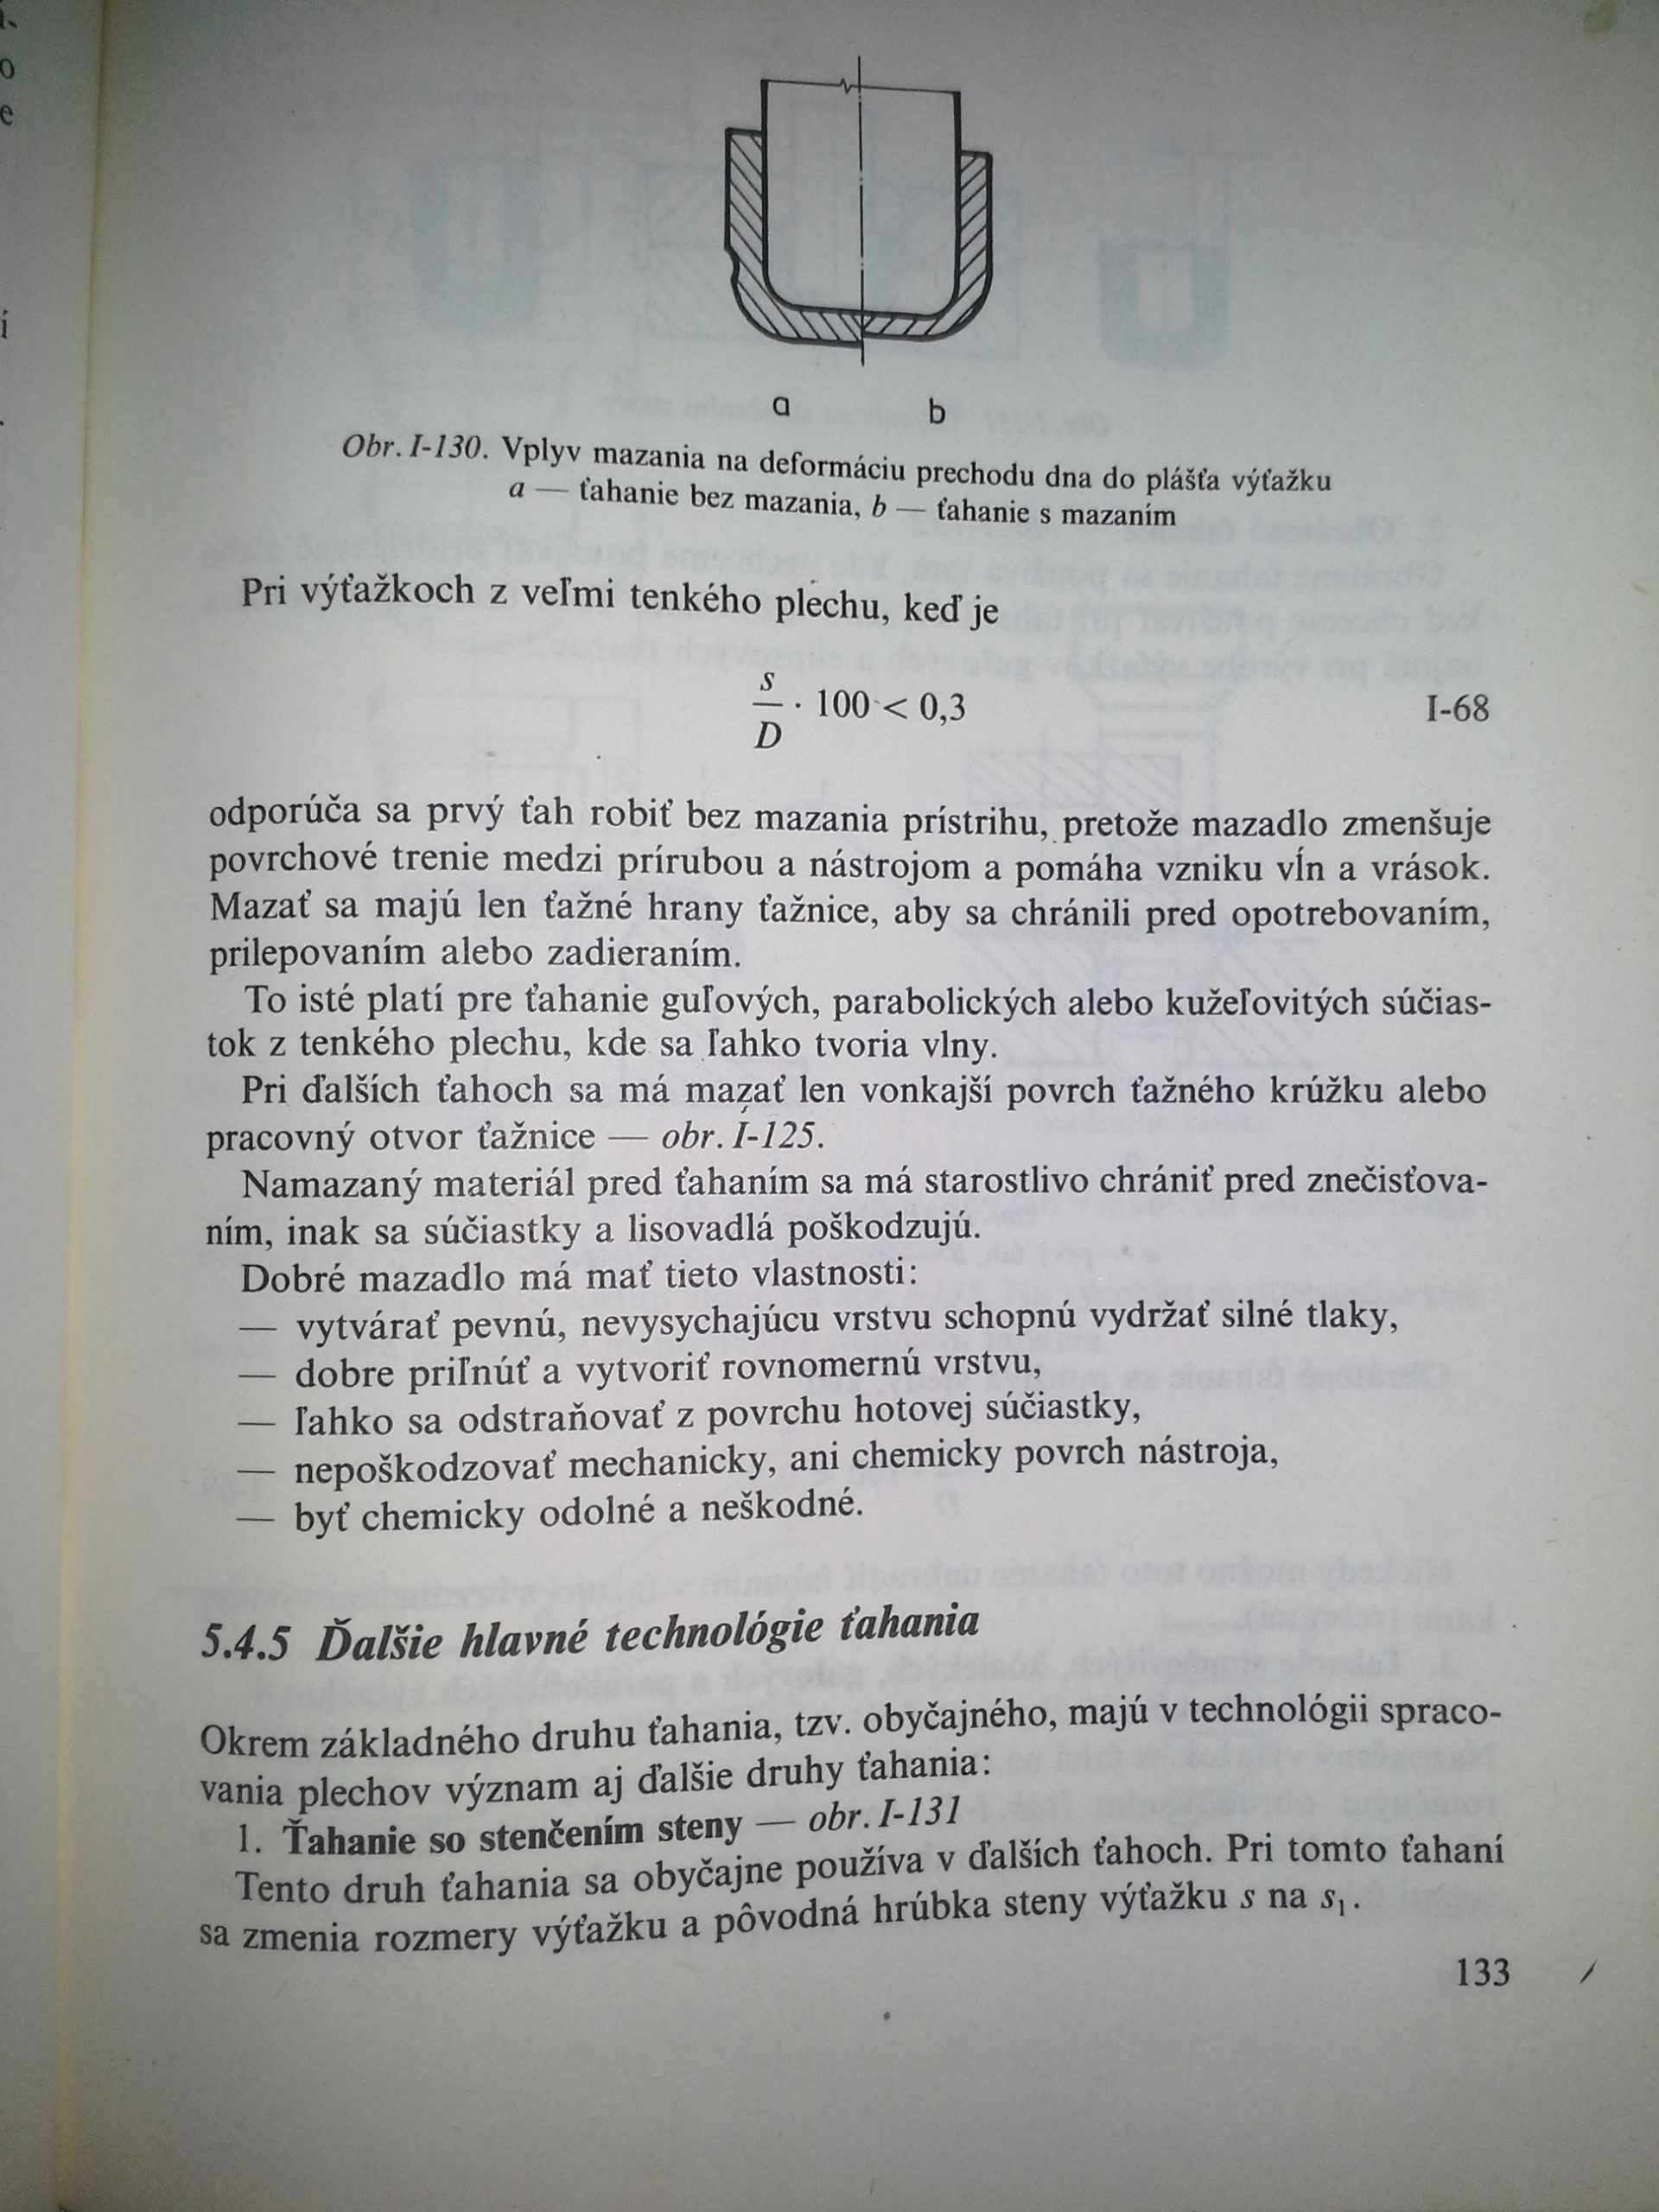 a b
Obr. I-130. Vplyv mazania na deformáciu prechodu dna do plášťa výťažku
a — ťahanie bez mazania, b — ťahanie s mazaním
Pri výťažkoch z veľmi tenkého plechu, keď je
s
— · 100 < 0,3 I-68
D
odporúča sa prvý ťah robiť bez mazania prístrihu, pretože mazadlo zmenšuje
povrchové trenie medzi prírubou a nástrojom a pomáha vzniku vĺn a vrások.
Mazať sa majú len ťažné hrany ťažnice, aby sa chránili pred opotrebovaním,
prilepovaním alebo zadieraním.
To isté platí pre ťahanie guľových, parabolických alebo kužeľovitých súčias-
tok z tenkého plechu, kde sa ľahko tvoria vlny.
Pri ďalších ťahoch sa má mazať len vonkajší povrch ťažného krúžku alebo
pracovný otvor ťažnice — obr. I-125.
Namazaný materiál pred ťahaním sa má starostlivo chrániť pred znečisťova-
ním, inak sa súčiastky a lisovadlá poškodzujú.
Dobré mazadlo má mať tieto vlastnosti:
— vytvárať pevnú, nevysychajúcu vrstvu schopnú vydržať silné tlaky,
— dobre priľnúť a vytvoriť rovnomernú vrstvu,
— ľahko sa odstraňovať z povrchu hotovej súčiastky,
— nepoškodzovať mechanicky, ani chemicky povrch nástroja,
— byť chemicky odolné a neškodné.
5.4.5 Ďalšie hlavné technológie ťahania
Okrem základného druhu ťahania, tzv. obyčajného, majú v technológii spraco-
vania plechov význam aj ďalšie druhy ťahania:
1. Ťahanie so stenčením steny — obr. I-131
Tento druh ťahania sa obyčajne používa v ďalších ťahoch. Pri tomto ťahaní
sa zmenia rozmery výťažku a pôvodná hrúbka steny výťažku s na s₁.
133